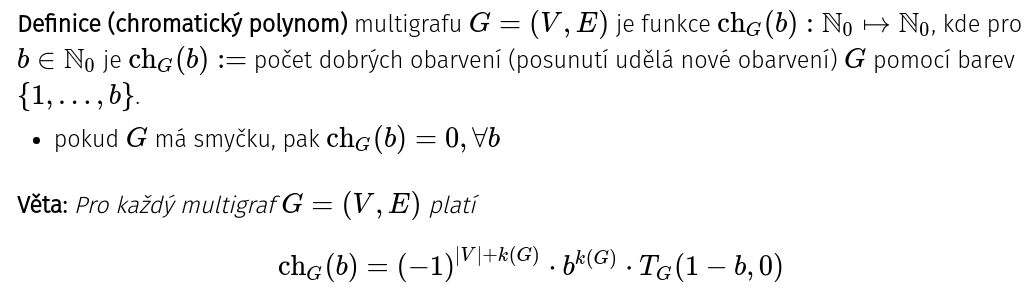 Definice (chromatický polynom) multigrafu G = (V, E) je funkce ch_G(b) : ℕ₀ ↦ ℕ₀, kde pro
b ∈ ℕ₀ je ch_G(b) := počet dobrých obarvení (posunutí udělá nové obarvení) G pomocí barev
{1, …, b}.
• pokud G má smyčku, pak ch_G(b) = 0, ∀b
Věta: Pro každý multigraf G = (V, E) platí
ch_G(b) = (−1)^{|V|+k(G)} · b^{k(G)} · T_G(1 − b, 0)